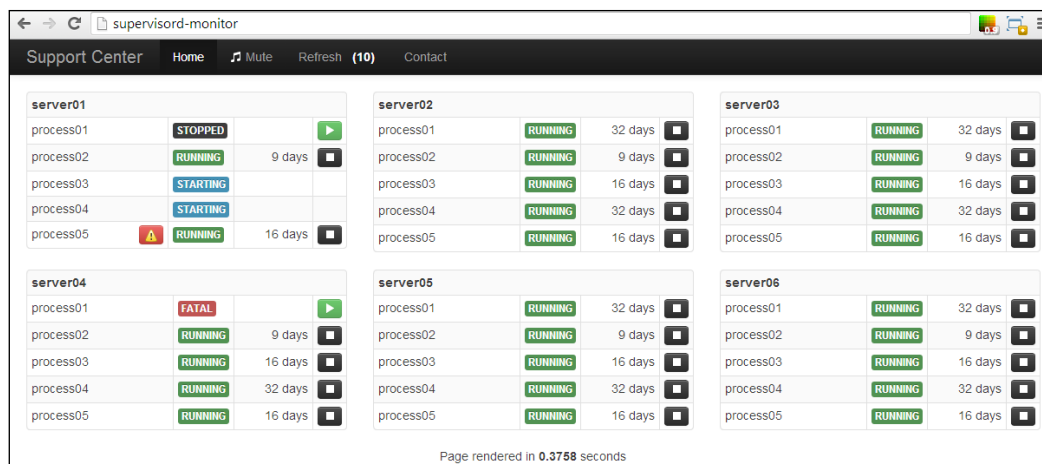 supervisord-monitor
0.3
Support Center Home Mute Refresh (10) Contact
server01
process01 STOPPED
process02 RUNNING 9 days
process03 STARTING
process04 STARTING
process05 RUNNING 16 days
server02
process01 RUNNING 32 days
process02 RUNNING 9 days
process03 RUNNING 16 days
process04 RUNNING 32 days
process05 RUNNING 16 days
server03
process01 RUNNING 32 days
process02 RUNNING 9 days
process03 RUNNING 16 days
process04 RUNNING 32 days
process05 RUNNING 16 days
server04
process01 FATAL
process02 RUNNING 9 days
process03 RUNNING 16 days
process04 RUNNING 32 days
process05 RUNNING 16 days
server05
process01 RUNNING 32 days
process02 RUNNING 9 days
process03 RUNNING 16 days
process04 RUNNING 32 days
process05 RUNNING 16 days
server06
process01 RUNNING 32 days
process02 RUNNING 9 days
process03 RUNNING 16 days
process04 RUNNING 32 days
process05 RUNNING 16 days
Page rendered in 0.3758 seconds